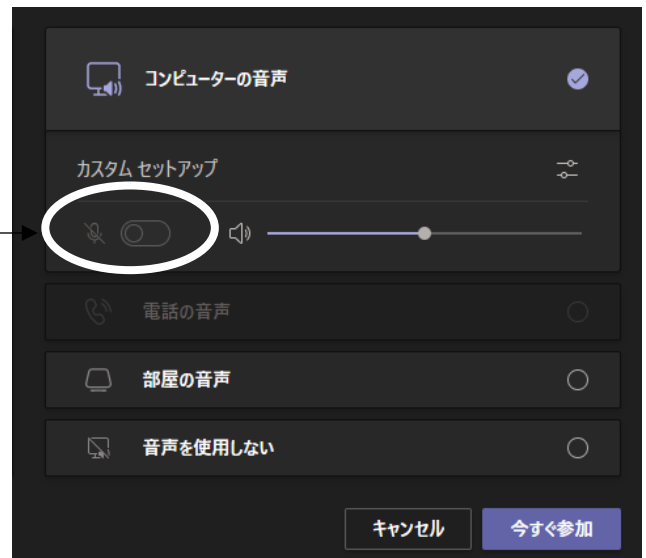 コンピューターの音声
カスタム セットアップ
電話の音声
部屋の音声
音声を使用しない
キャンセル
今すぐ参加